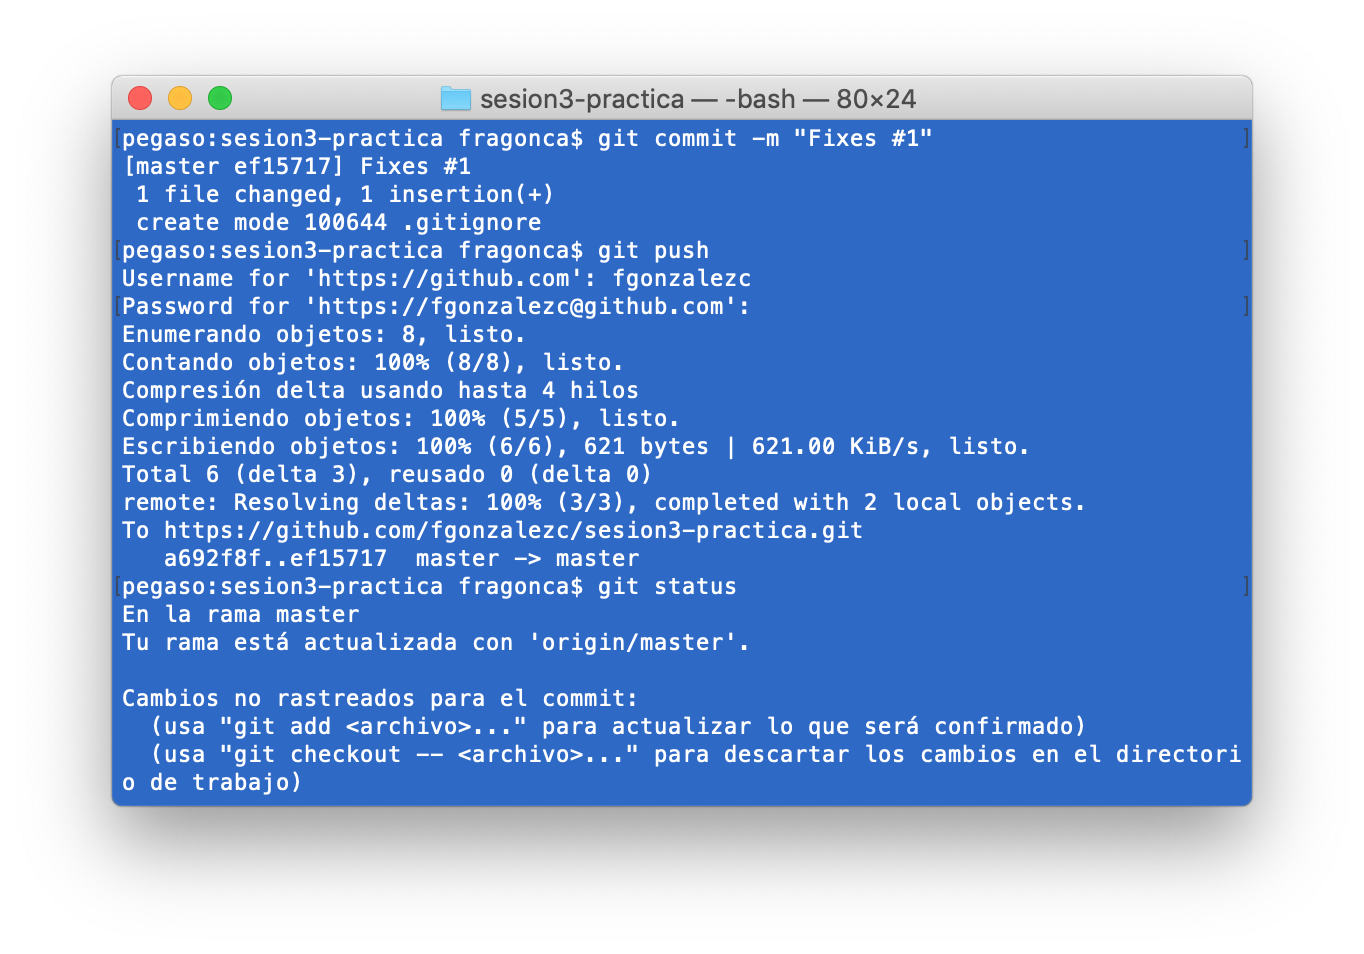 sesion3-practica — -bash — 80×24
[pegaso:sesion3-practica fragonca$ git commit -m "Fixes #1" ]
[master ef15717] Fixes #1
 1 file changed, 1 insertion(+)
 create mode 100644 .gitignore
[pegaso:sesion3-practica fragonca$ git push ]
Username for 'https://github.com': fgonzalezc
[Password for 'https://fgonzalezc@github.com': ]
Enumerando objetos: 8, listo.
Contando objetos: 100% (8/8), listo.
Compresión delta usando hasta 4 hilos
Comprimiendo objetos: 100% (5/5), listo.
Escribiendo objetos: 100% (6/6), 621 bytes | 621.00 KiB/s, listo.
Total 6 (delta 3), reusado 0 (delta 0)
remote: Resolving deltas: 100% (3/3), completed with 2 local objects.
To https://github.com/fgonzalezc/sesion3-practica.git
   a692f8f..ef15717  master -> master
[pegaso:sesion3-practica fragonca$ git status ]
En la rama master
Tu rama está actualizada con 'origin/master'.
Cambios no rastreados para el commit:
  (usa "git add <archivo>..." para actualizar lo que será confirmado)
  (usa "git checkout -- <archivo>..." para descartar los cambios en el directori
o de trabajo)